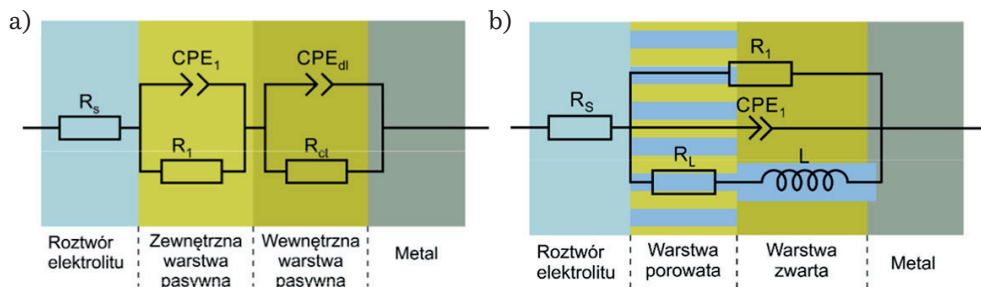 a)
CPE1
CPEdl
Rs
R1
Rct
Roztwór
elektrolitu
Zewnętrzna
warstwa
pasywna
Wewnętrzna
warstwa
pasywna
Metal
b)
R1
RS
CPE1
RL
L
Roztwór
elektrolitu
Warstwa
porowata
Warstwa
zwarta
Metal